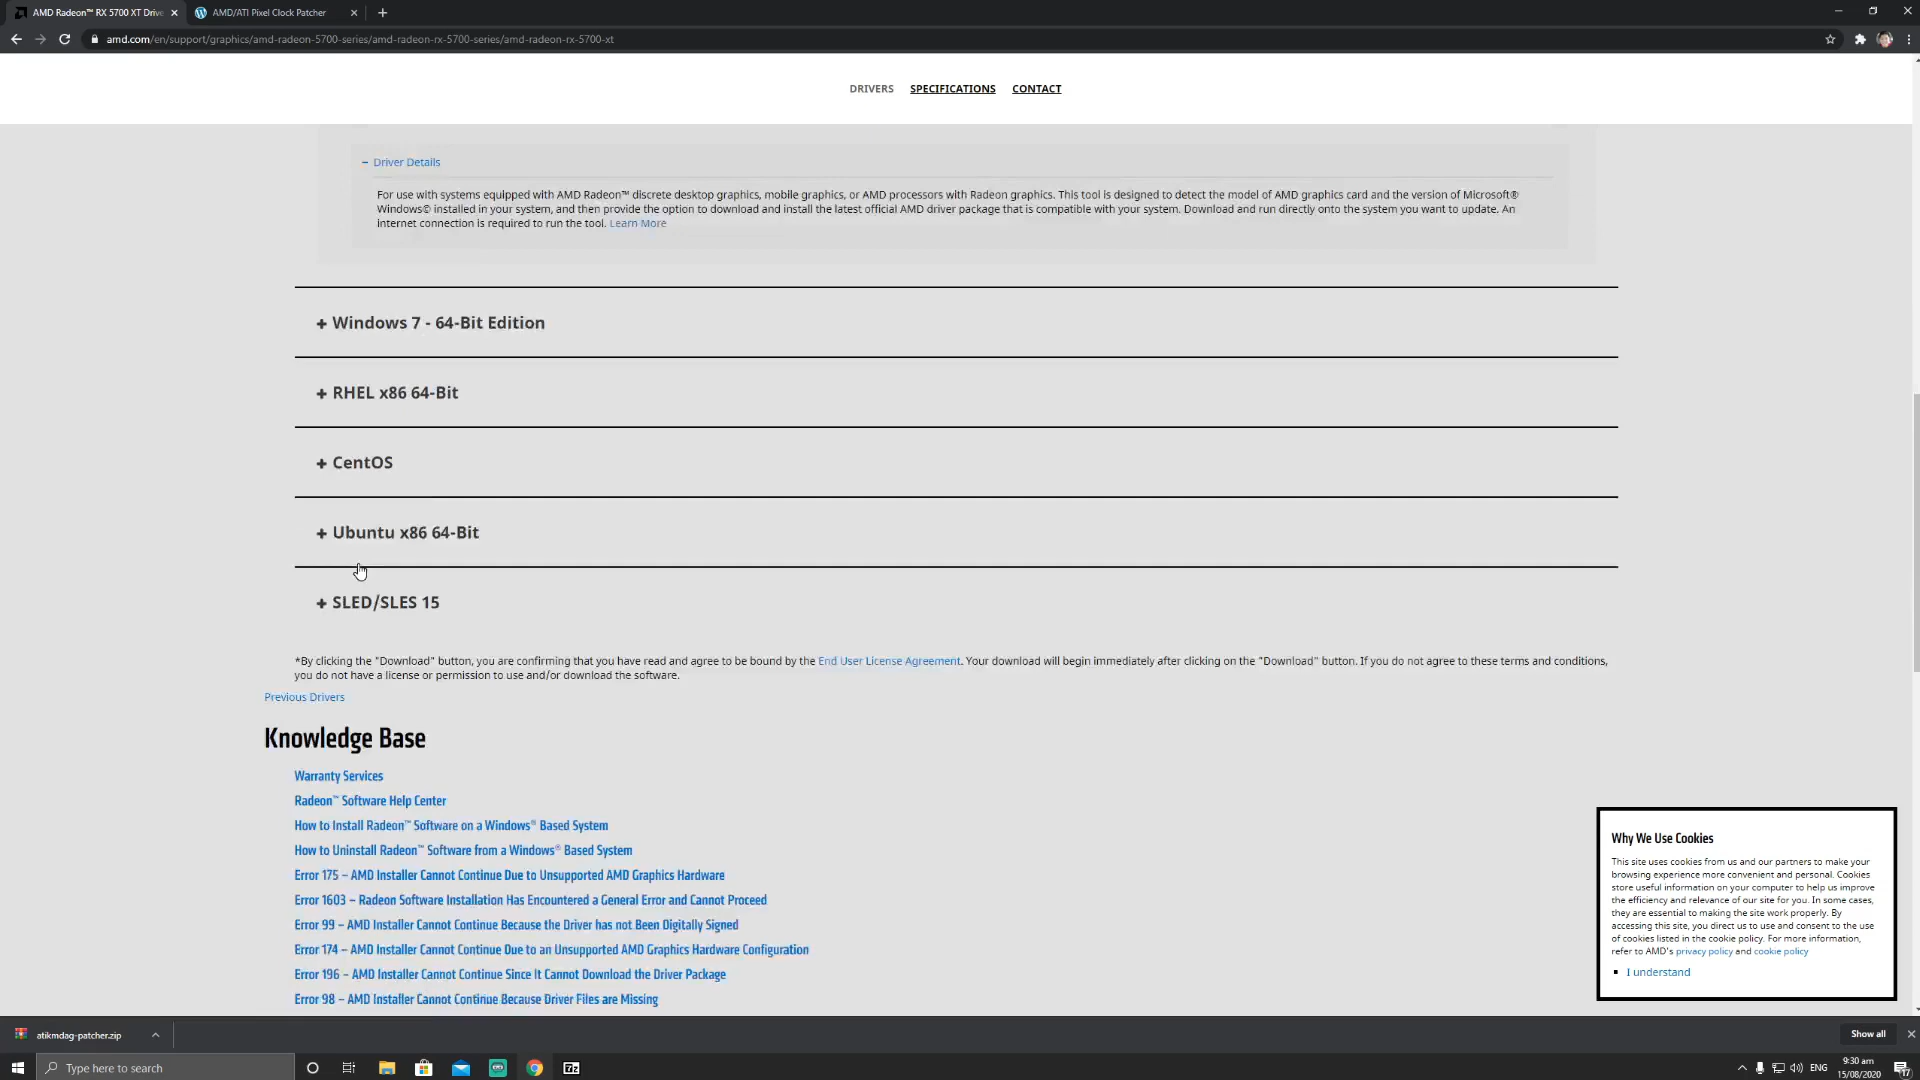 AMD Radeon™ RX 5700 XT Drive
AMD/ATI Pixel Clock Patcher
amd.com/en/support/graphics/amd-radeon-5700-series/amd-radeon-rx-5700-series/amd-radeon-rx-5700-xt
DRIVERS SPECIFICATIONS CONTACT
− Driver Details
For use with systems equipped with AMD Radeon™ discrete desktop graphics, mobile graphics, or AMD processors with Radeon graphics. This tool is designed to detect the model of AMD graphics card and the version of Microsoft®
Windows© installed in your system, and then provide the option to download and install the latest official AMD driver package that is compatible with your system. Download and run directly onto the system you want to update. An
internet connection is required to run the tool. Learn More
+ Windows 7 - 64-Bit Edition
+ RHEL x86 64-Bit
+ CentOS
+ Ubuntu x86 64-Bit
+ SLED/SLES 15
*By clicking the "Download" button, you are confirming that you have read and agree to be bound by the End User License Agreement. Your download will begin immediately after clicking on the "Download" button. If you do not agree to these terms and conditions,
you do not have a license or permission to use and/or download the software.
Previous Drivers
Knowledge Base
Warranty Services
Radeon™ Software Help Center
How to Install Radeon™ Software on a Windows® Based System
How to Uninstall Radeon™ Software from a Windows® Based System
Error 175 – AMD Installer Cannot Continue Due to Unsupported AMD Graphics Hardware
Error 1603 – Radeon Software Installation Has Encountered a General Error and Cannot Proceed
Error 99 – AMD Installer Cannot Continue Because the Driver has not Been Digitally Signed
Error 174 – AMD Installer Cannot Continue Due to an Unsupported AMD Graphics Hardware Configuration
Error 196 – AMD Installer Cannot Continue Since It Cannot Download the Driver Package
Error 98 – AMD Installer Cannot Continue Because Driver Files are Missing
Why We Use Cookies
This site uses cookies from us and our partners to make your
browsing experience more convenient and personal. Cookies
store useful information on your computer to help us improve
the efficiency and relevance of our site for you. In some cases,
they are essential to making the site work properly. By
accessing this site, you direct us to use and consent to the use
of cookies listed in the cookie policy. For more information,
refer to AMD's privacy policy and cookie policy
I understand
atikmdag-patcher.zip
Show all
Type here to search
7z
ENG
9:30 am
15/08/2020
17